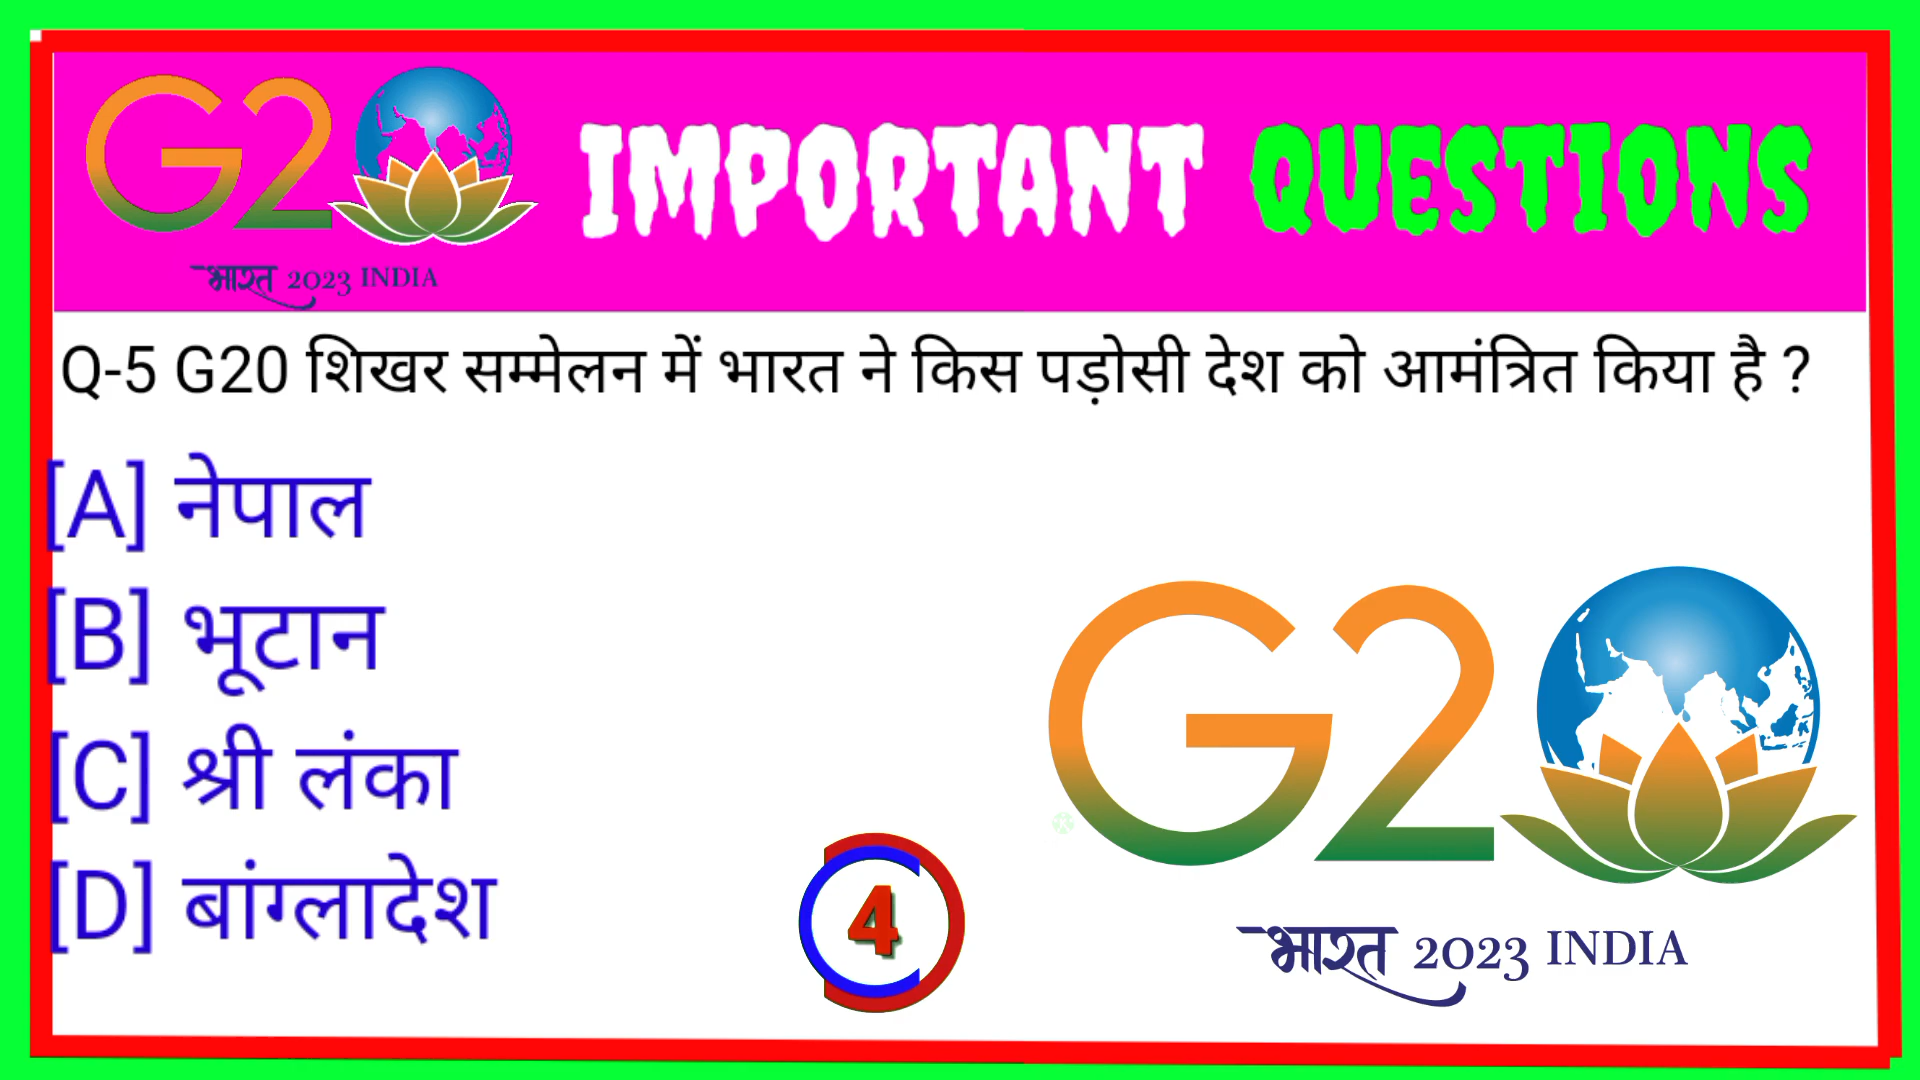 G20 IMPORTANT QUESTIONS
भारत 2023 INDIA
Q-5 G20 शिखर सम्मेलन में भारत ने किस पड़ोसी देश को आमंत्रित किया है ?
[A] नेपाल
[B] भूटान
[C] श्री लंका
[D] बांग्लादेश
4
G20
भारत 2023 INDIA